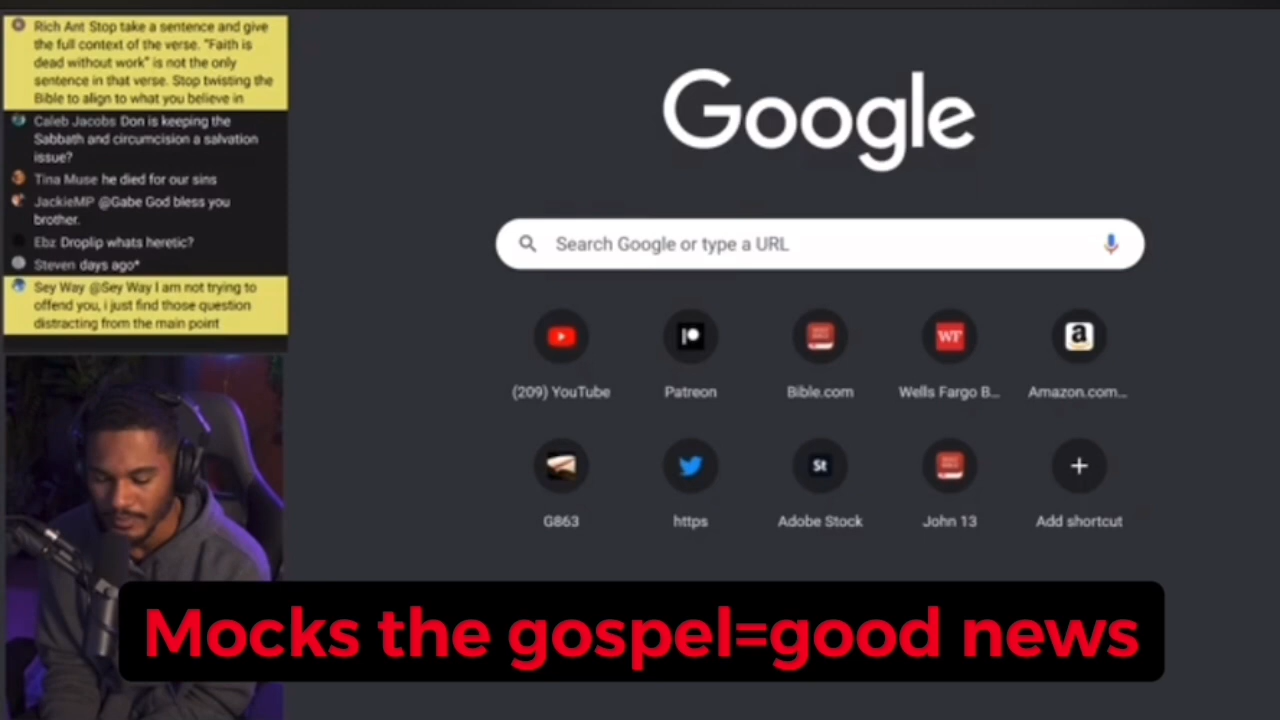 Rich Ant Stop take a sentence and give
the full context of the verse. "Faith is
dead without work" is not the only
sentence in that verse. Stop twisting the
Bible to align to what you believe in
Caleb Jacobs Don is keeping the
Sabbath and circumcision a salvation
issue?
Tina Muse he died for our sins
JackieMP @Gabe God bless you
brother.
Ebz Droplip whats heretic?
Steven days ago*
Sey Way @Sey Way I am not trying to
offend you, i just find those question
distracting from the main point
Google
Search Google or type a URL
WF
a
(209) YouTube
Patreon
Bible.com
Wells Fargo B...
Amazon.com...
St
G863
https
Adobe Stock
John 13
Add shortcut
Mocks the gospel=good news